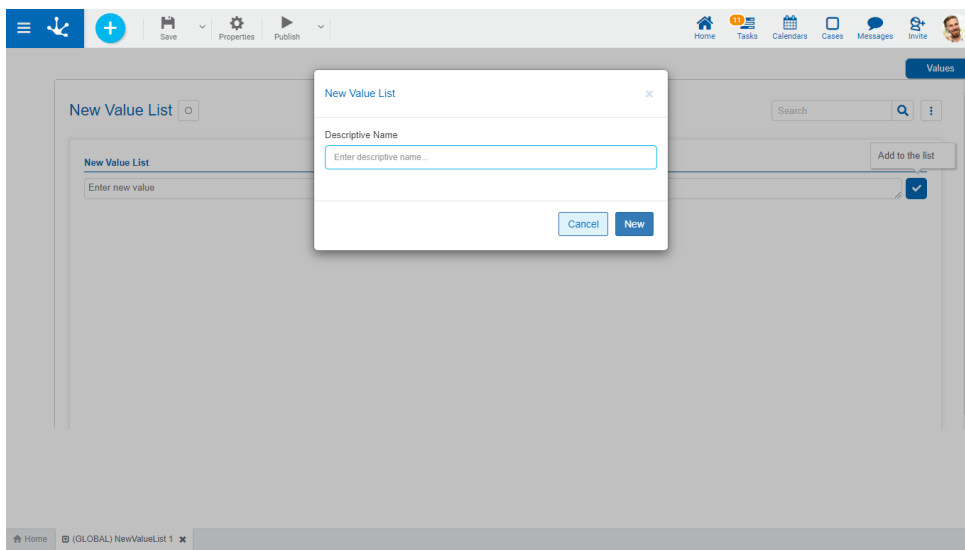 Save
Properties
Publish
Home
11
Tasks
Calendars
Cases
Messages
Invite
Values
New Value List
Search
New Value List
Enter new value
Add to the list
New Value List
Descriptive Name
Enter descriptive name...
Cancel
New
Home
(GLOBAL) NewValueList 1